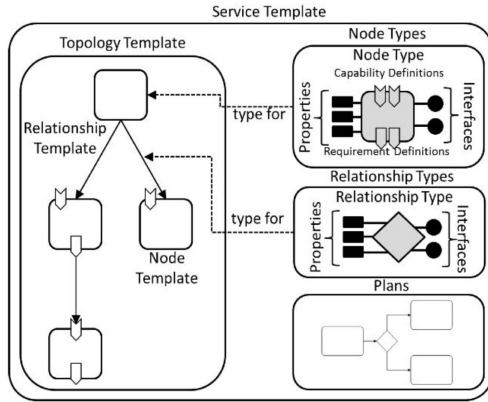 Service Template
Topology Template
Relationship
Template
Node
Template
type for
type for
Node Types
Node Type
Capability Definitions
Properties
Interfaces
Requirement Definitions
Relationship Types
Relationship Type
Properties
Interfaces
Plans